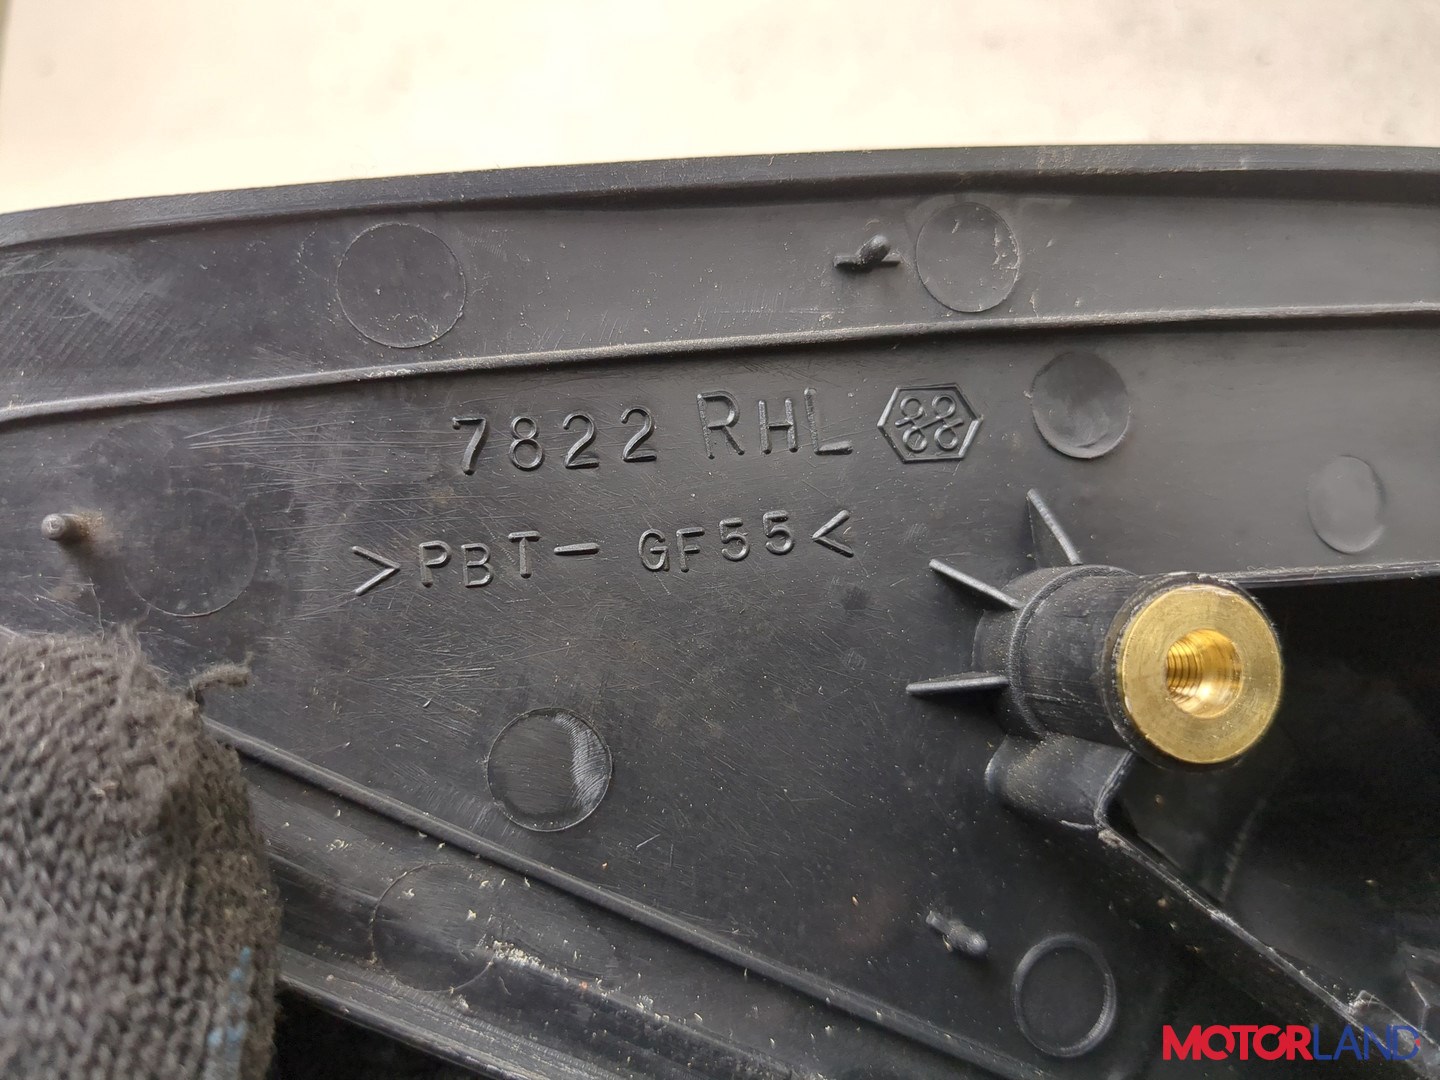 7822 RHL
>PBT-GF55<
MOTORLAND